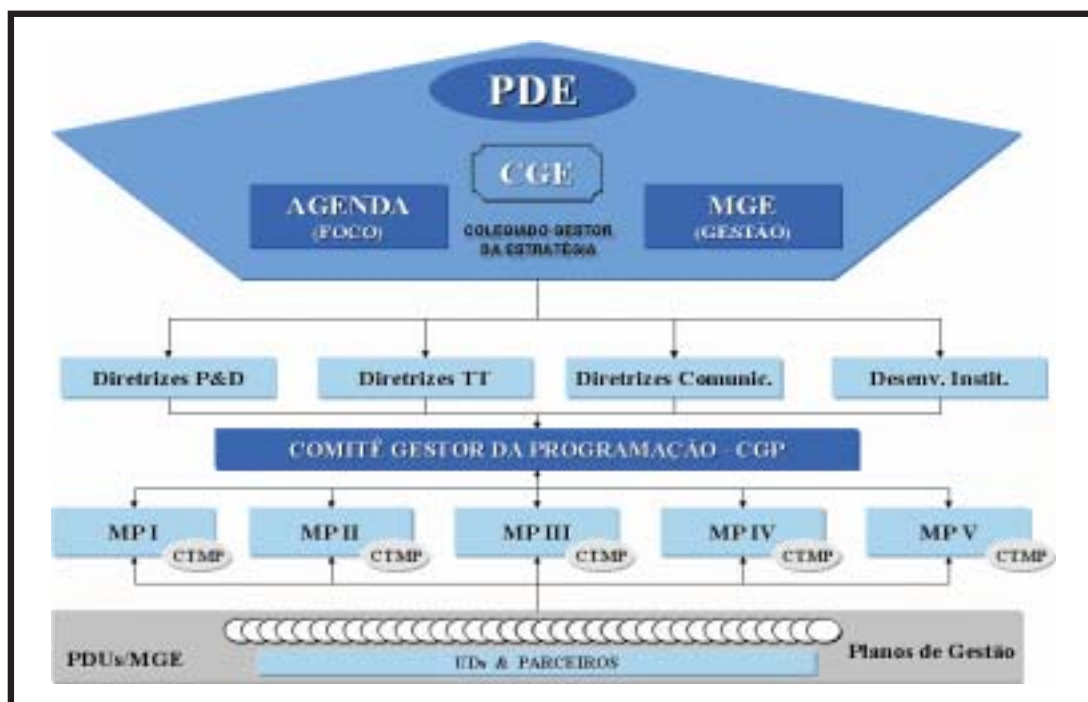 PDE
CGE
AGENDA
(FOCO)
COLEGIADO GESTOR
DA ESTRATÉGIA
MGE
(GESTÃO)
Diretrizes P&D
Diretrizes TT
Diretrizes Comunic.
Desenv. Instit.
COMITÊ GESTOR DA PROGRAMAÇÃO - CGP
MP I
CTMP
MP II
CTMP
MP III
CTMP
MP IV
CTMP
MP V
CTMP
PDUs/MGE
UDs & PARCEIROS
Planos de Gestão